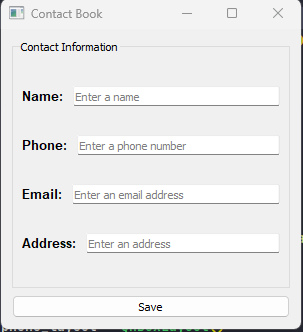 Contact Book
Contact Information
Name: Enter a name
Phone: Enter a phone number
Email: Enter an email address
Address: Enter an address
Save